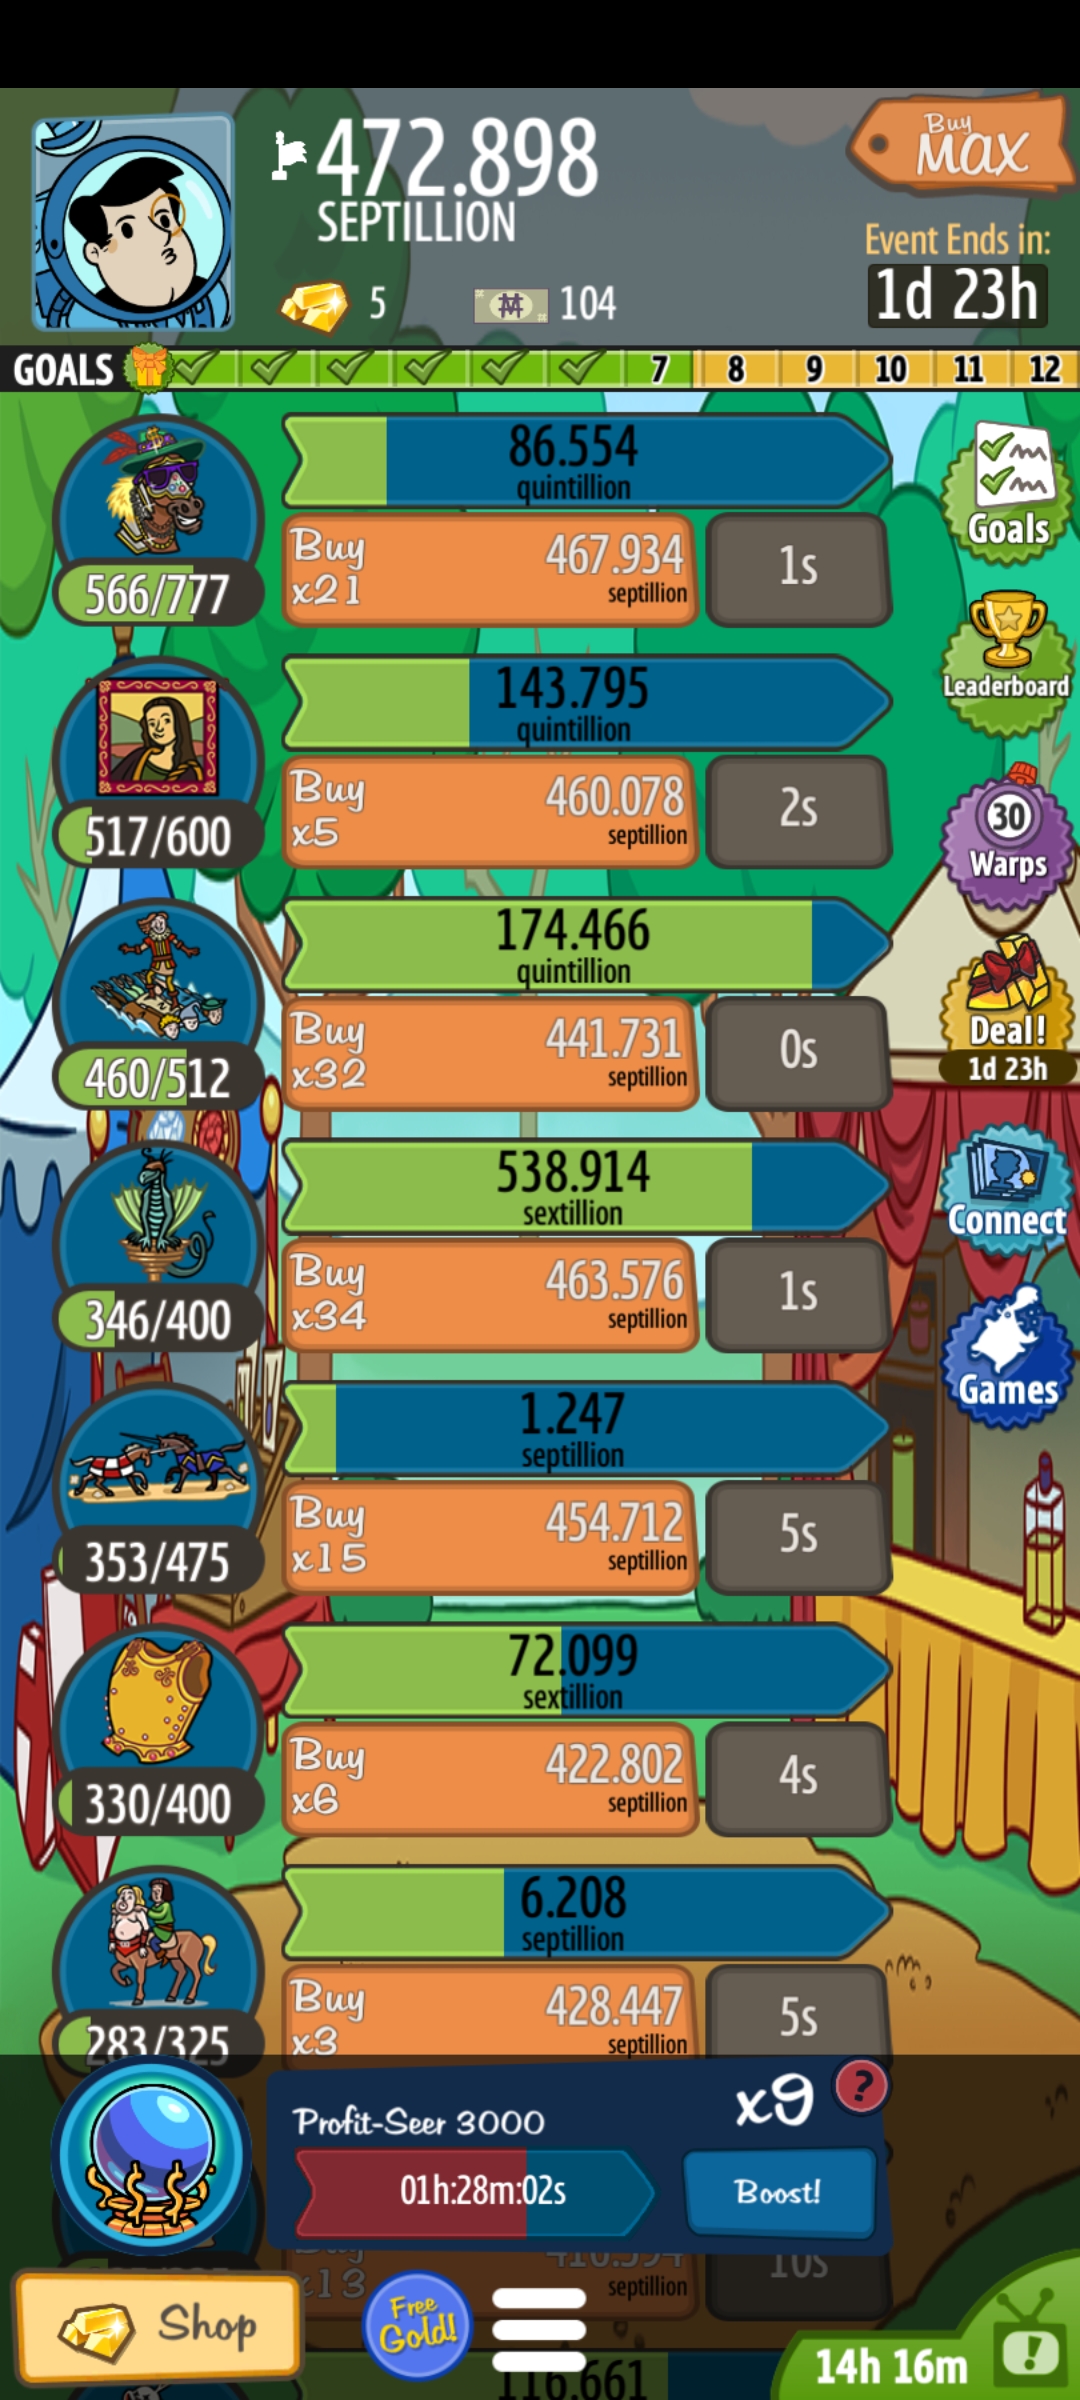 472.898
SEPTILLION
Buy
MAX
5
104
Event Ends in:
1d 23h
GOALS
7
8
9
10
11
12
86.554
quintillion
Buy
x21
467.934
septillion
1s
566/777
Goals
143.795
quintillion
Buy
x5
460.078
septillion
2s
517/600
Leaderboard
30
Warps
174.466
quintillion
Buy
x32
441.731
septillion
0s
460/512
Deal!
1d 23h
538.914
sextillion
Buy
x34
463.576
septillion
1s
346/400
Connect
Games
1.247
septillion
Buy
x15
454.712
septillion
5s
353/475
72.099
sextillion
Buy
x6
422.802
septillion
4s
330/400
6.208
septillion
Buy
x3
428.447
septillion
5s
283/325
Profit-Seer 3000
x9
?
01h:28m:02s
Boost!
x13
septillion
10s
Shop
Free
Gold!
116.661
14h 16m
!